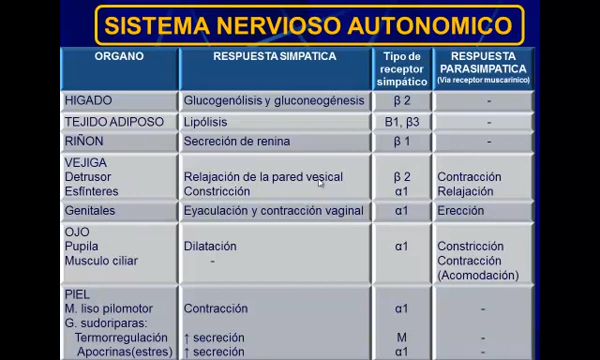 SISTEMA NERVIOSO AUTONOMICO
ORGANO RESPUESTA SIMPATICA Tipo de receptor simpático RESPUESTA PARASIMPATICA (Via receptor muscarínico)
HIGADO Glucogenólisis y gluconeogénesis β 2 -
TEJIDO ADIPOSO Lipólisis B1, β3 -
RIÑON Secreción de renina β 1 -
VEJIGA
Detrusor Relajación de la pared vesical β 2 Contracción
Esfínteres Constricción α1 Relajación
Genitales Eyaculación y contracción vaginal α1 Erección
OJO
Pupila Dilatación α1 Constricción
Musculo ciliar - Contracción
(Acomodación)
PIEL
M. liso pilomotor Contracción α1 -
G. sudoriparas:
Termorregulación ↑ secreción M -
Apocrinas(estres) ↑ secreción α1 -